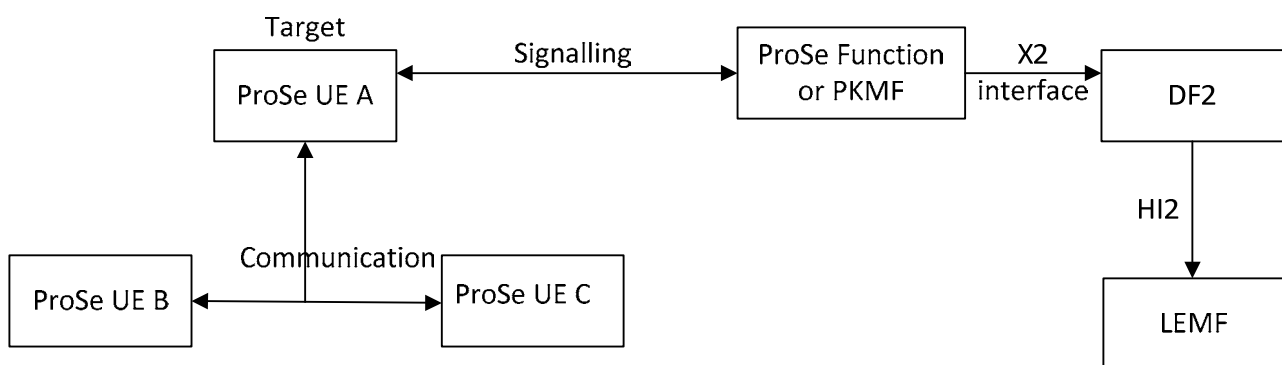 Target
ProSe UE A
Signalling
ProSe Function
or PKMF
X2
interface
DF2
HI2
Communication
ProSe UE B
ProSe UE C
LEMF